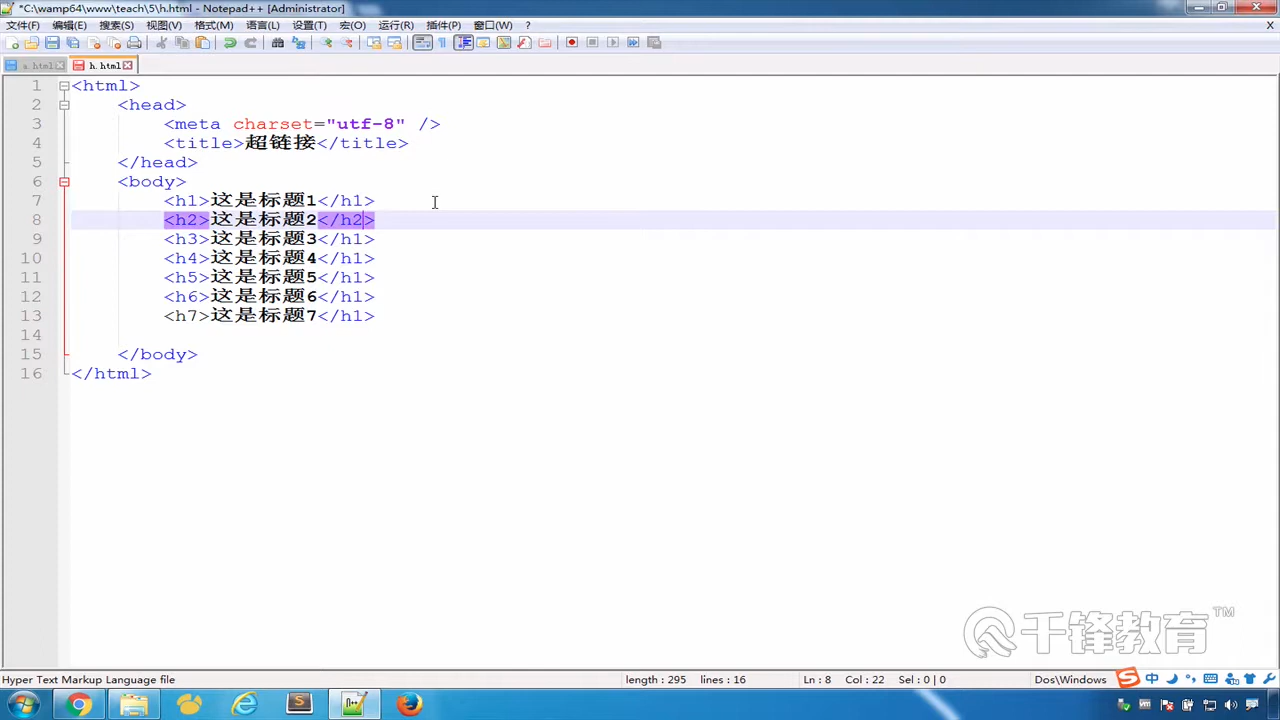 *C:\wamp64\www\teach\5\h.html - Notepad++ [Administrator]
文件(F) 编辑(E) 搜索(S) 视图(V) 格式(M) 语言(L) 设置(T) 宏(O) 运行(R) 插件(P) 窗口(W) ? X
a.html h.html
1 <html>
2 <head>
3 <meta charset="utf-8" />
4 <title>超链接</title>
5 </head>
6 <body>
7 <h1>这是标题1</h1>
8 <h2>这是标题2</h2>
9 <h3>这是标题3</h1>
10 <h4>这是标题4</h1>
11 <h5>这是标题5</h1>
12 <h6>这是标题6</h1>
13 <h7>这是标题7</h1>
14
15 </body>
16 </html>
千锋教育™
Hyper Text Markup Language file length : 295 lines : 16 Ln : 8 Col : 22 Sel : 0 | 0 Dos\Windows 中